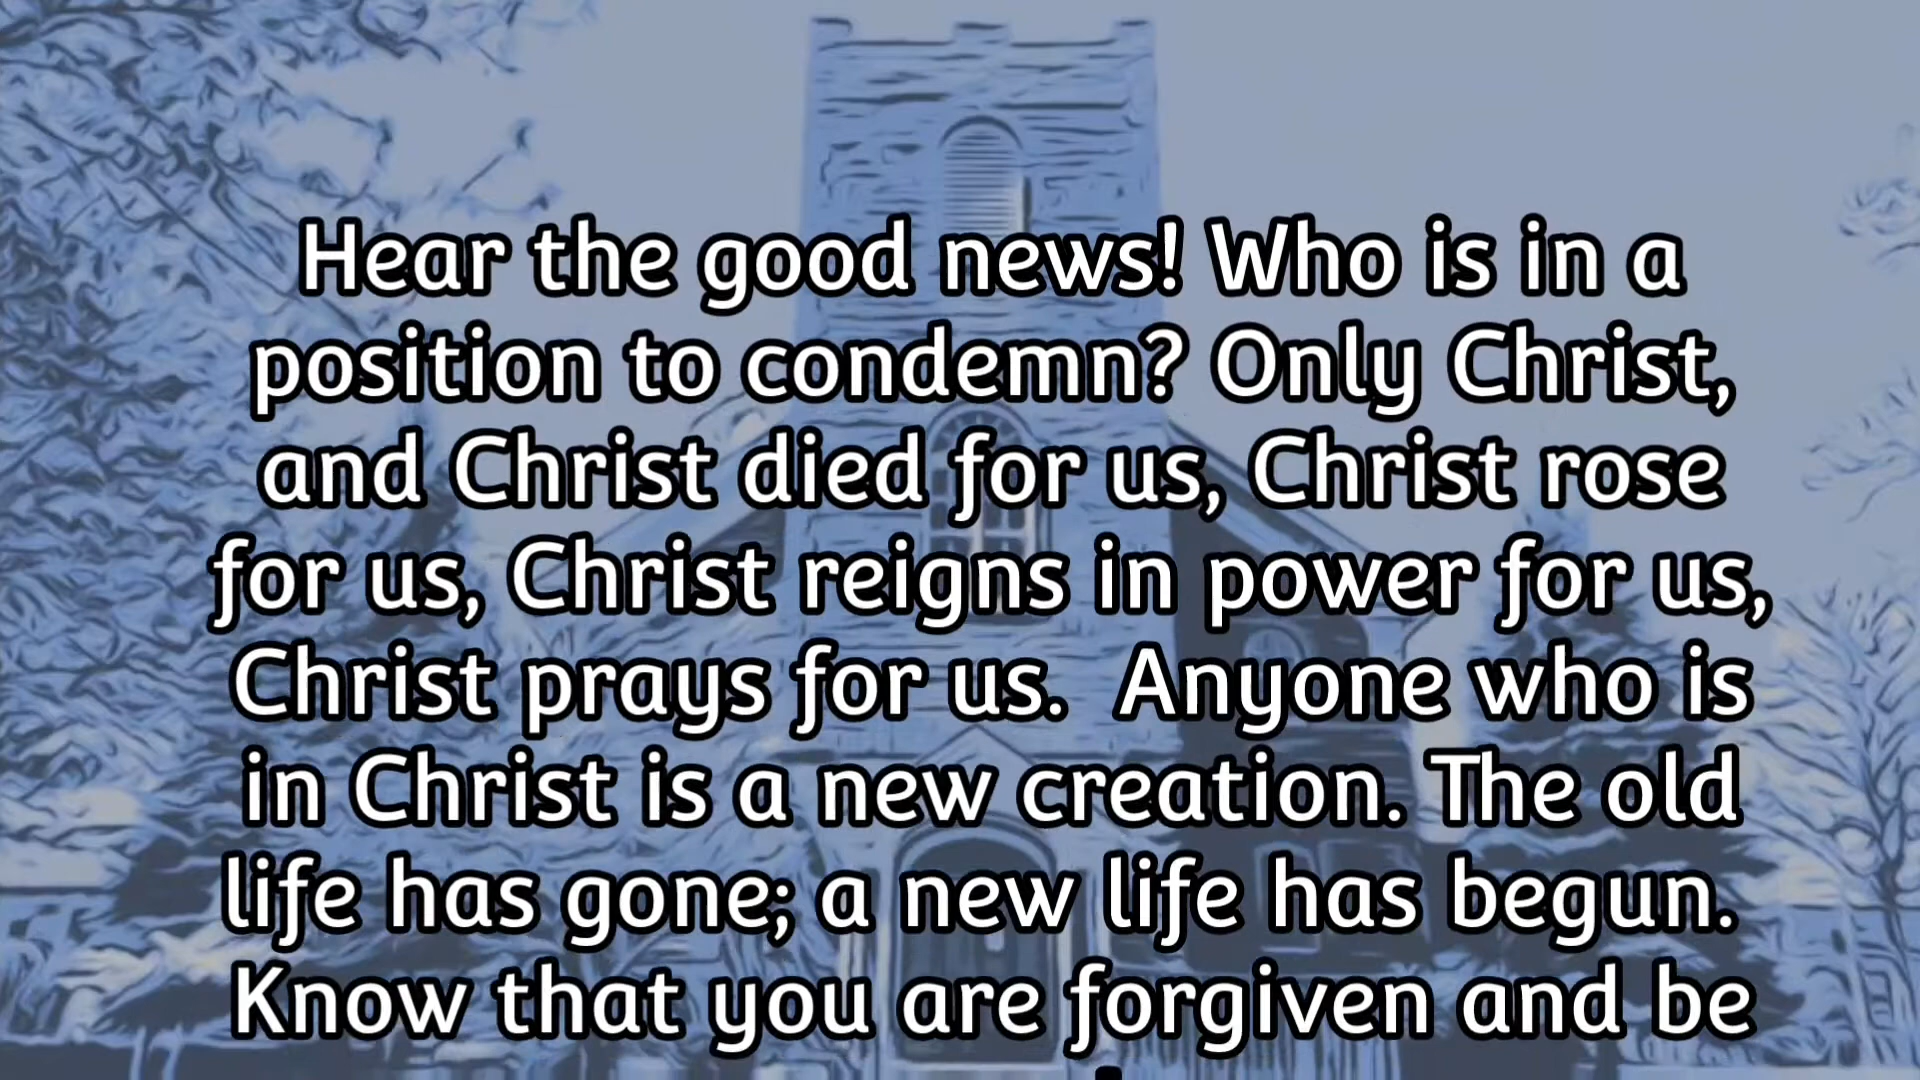 Hear the good news! Who is in a
position to condemn? Only Christ,
and Christ died for us, Christ rose
for us, Christ reigns in power for us,
Christ prays for us.  Anyone who is
in Christ is a new creation. The old
life has gone; a new life has begun.
Know that you are forgiven and be